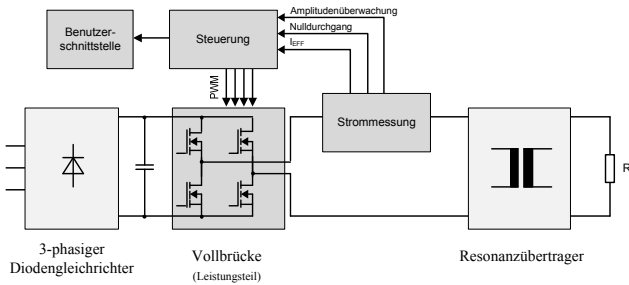 Amplitudenüberwachung
Benutzer-
schnittstelle
Steuerung
Nulldurchgang
IEFF
PWM
Strommessung
R
3-phasiger
Diodengleichrichter
Vollbrücke
(Leistungsteil)
Resonanzübertrager